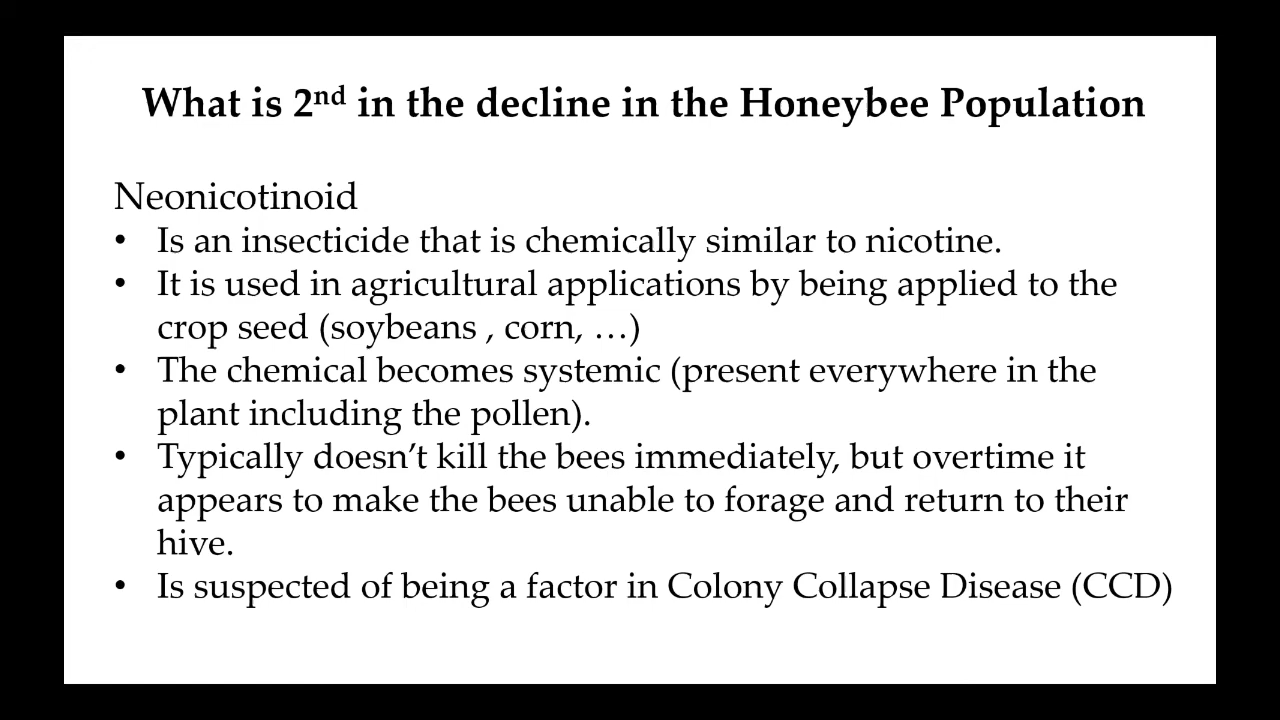 What is 2nd in the decline in the Honeybee Population
Neonicotinoid
• Is an insecticide that is chemically similar to nicotine.
• It is used in agricultural applications by being applied to the
crop seed (soybeans , corn, …)
• The chemical becomes systemic (present everywhere in the
plant including the pollen).
• Typically doesn’t kill the bees immediately, but overtime it
appears to make the bees unable to forage and return to their
hive.
• Is suspected of being a factor in Colony Collapse Disease (CCD)